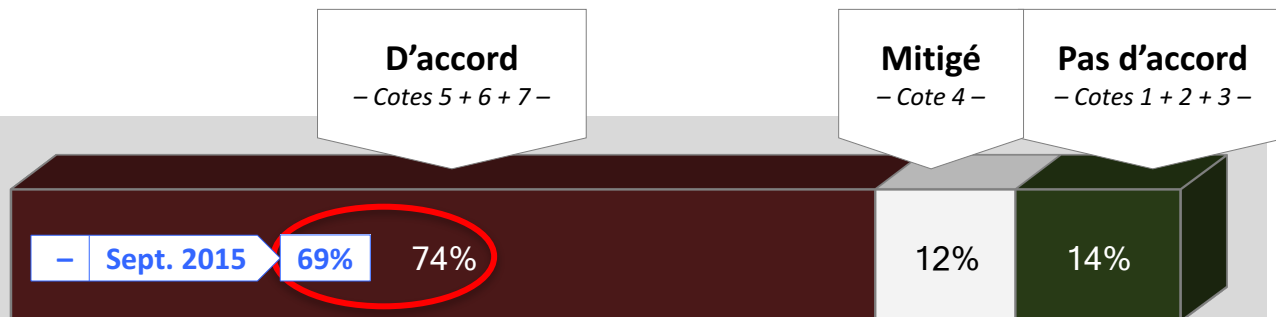 D’accord
– Cotes 5 + 6 + 7 –
Mitigé
– Cote 4 –
Pas d’accord
– Cotes 1 + 2 + 3 –
– Sept. 2015 69% 74% 12% 14%